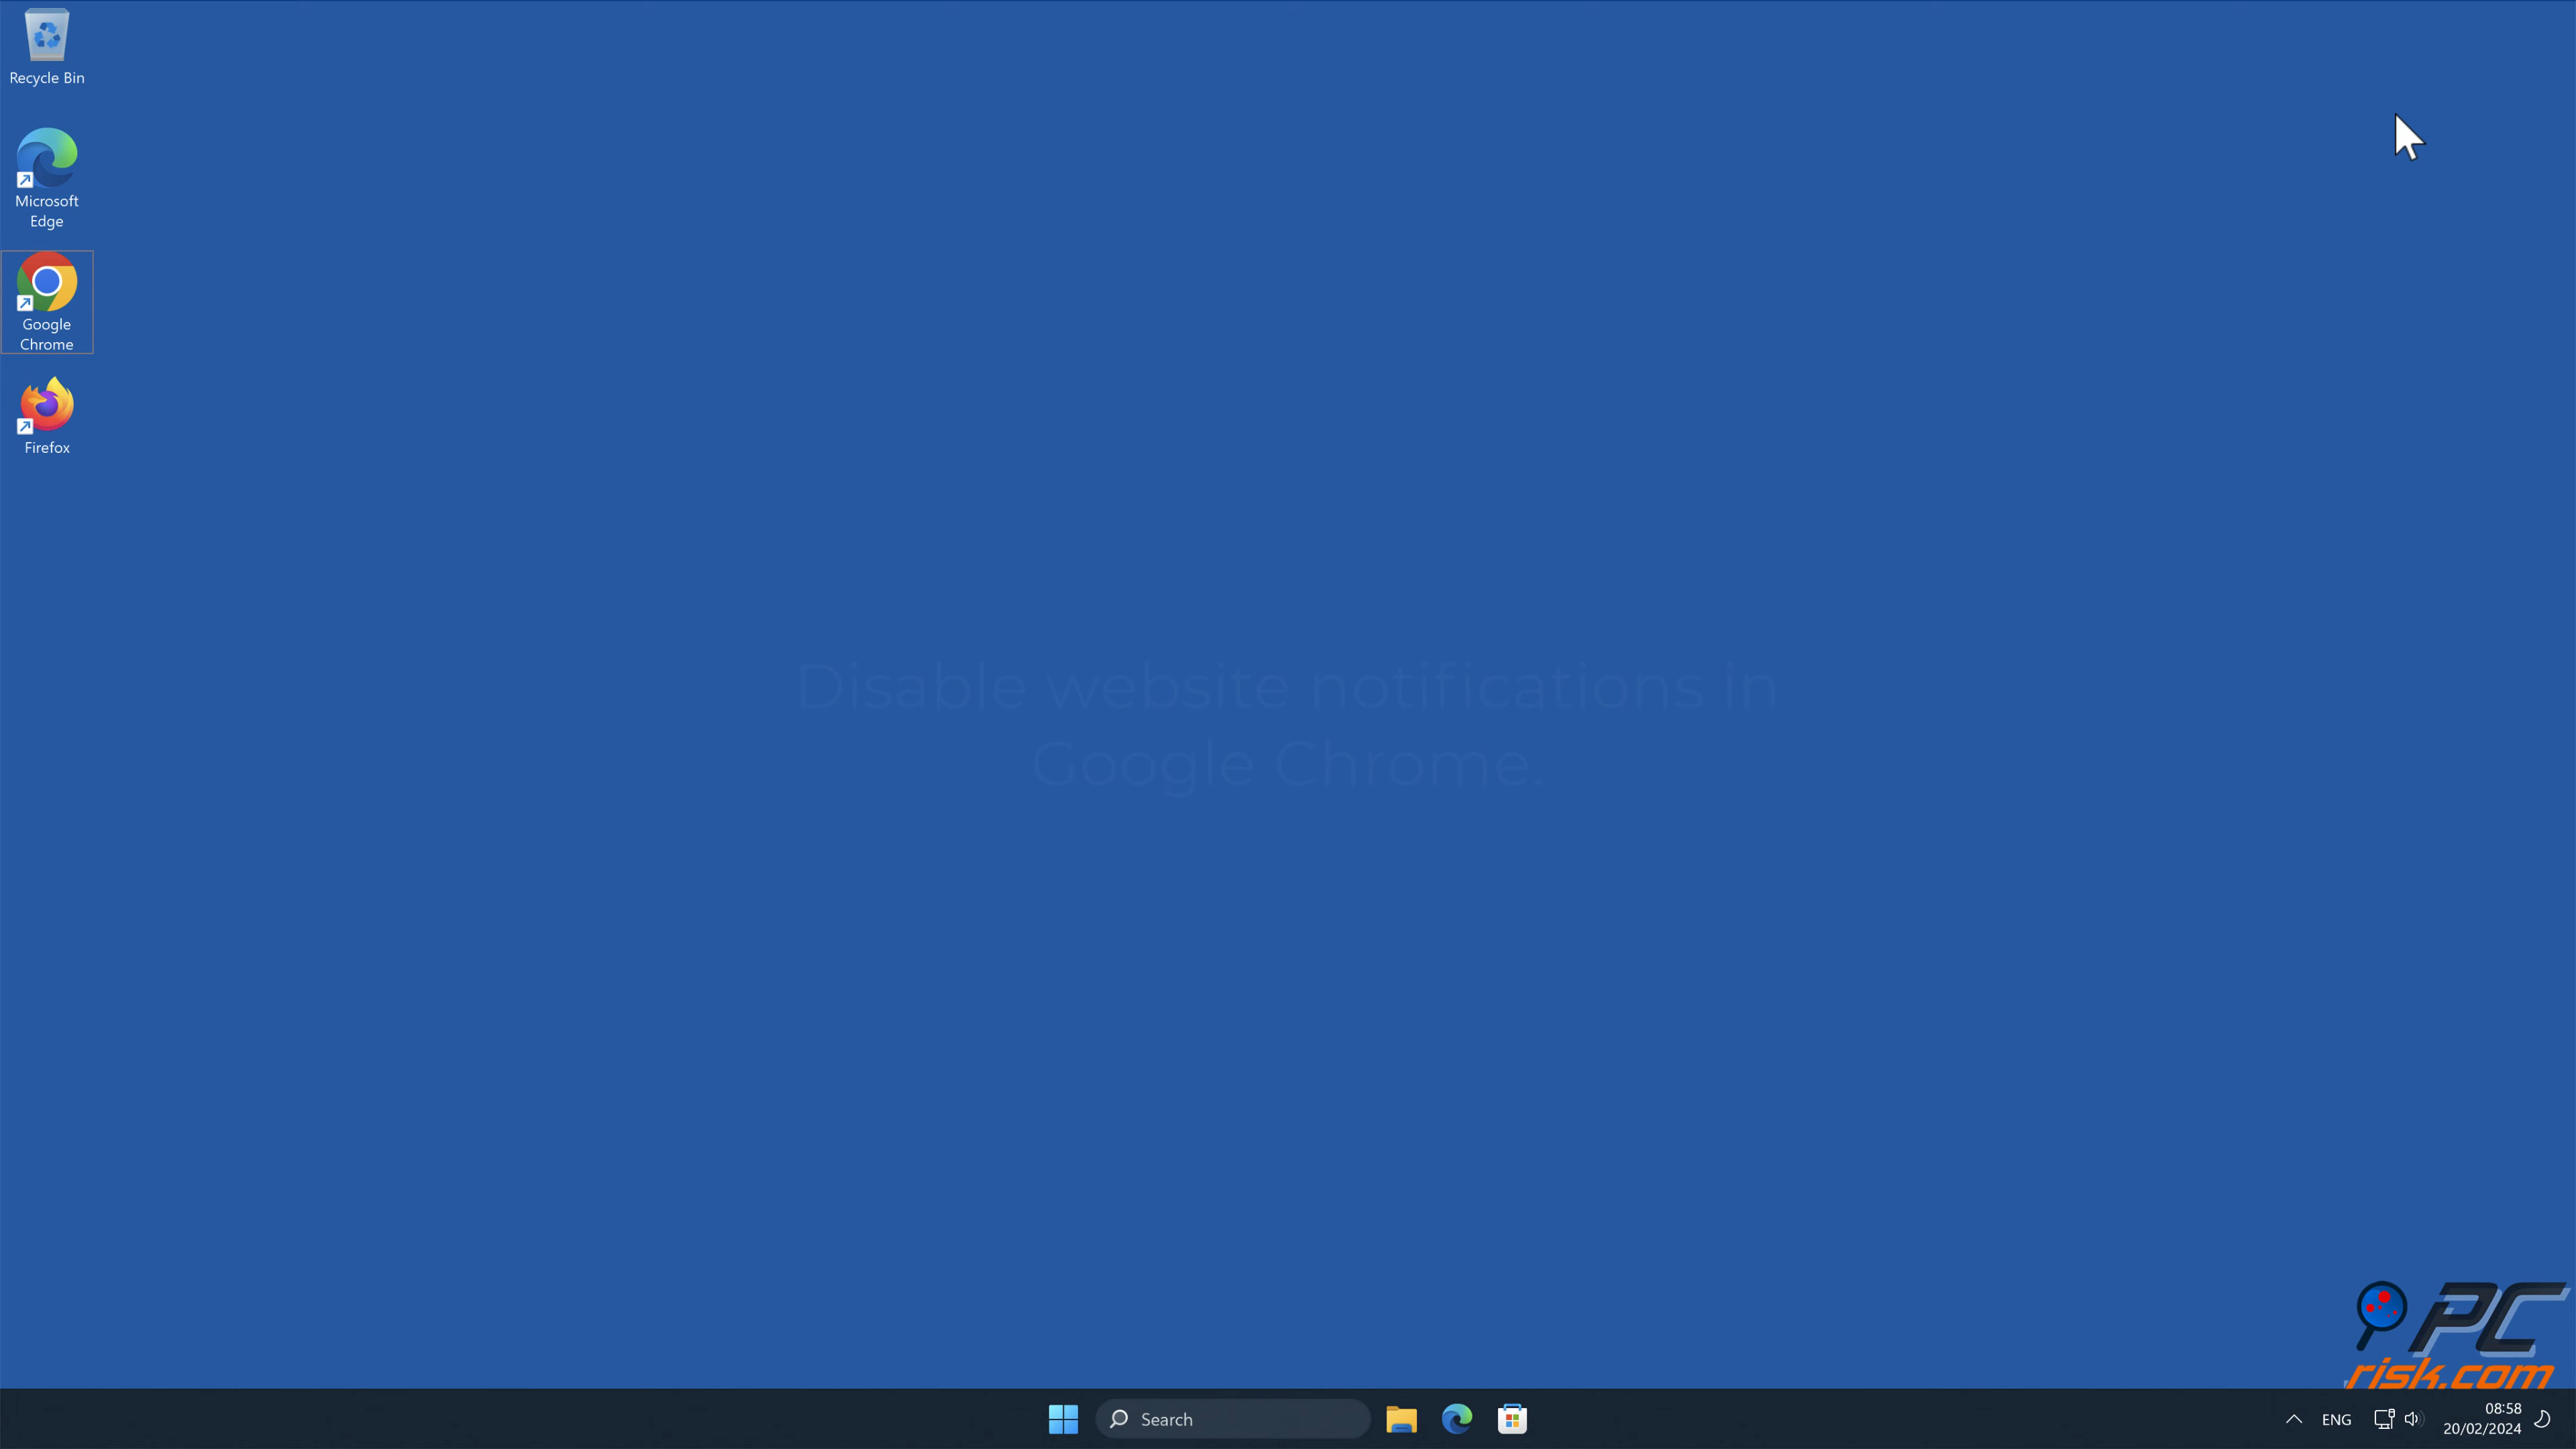 Recycle Bin
Microsoft
Edge
Google
Chrome
Firefox
Disable website notifications in
Google Chrome.
PC
risk.com
Search
ENG
08:58
20/02/2024